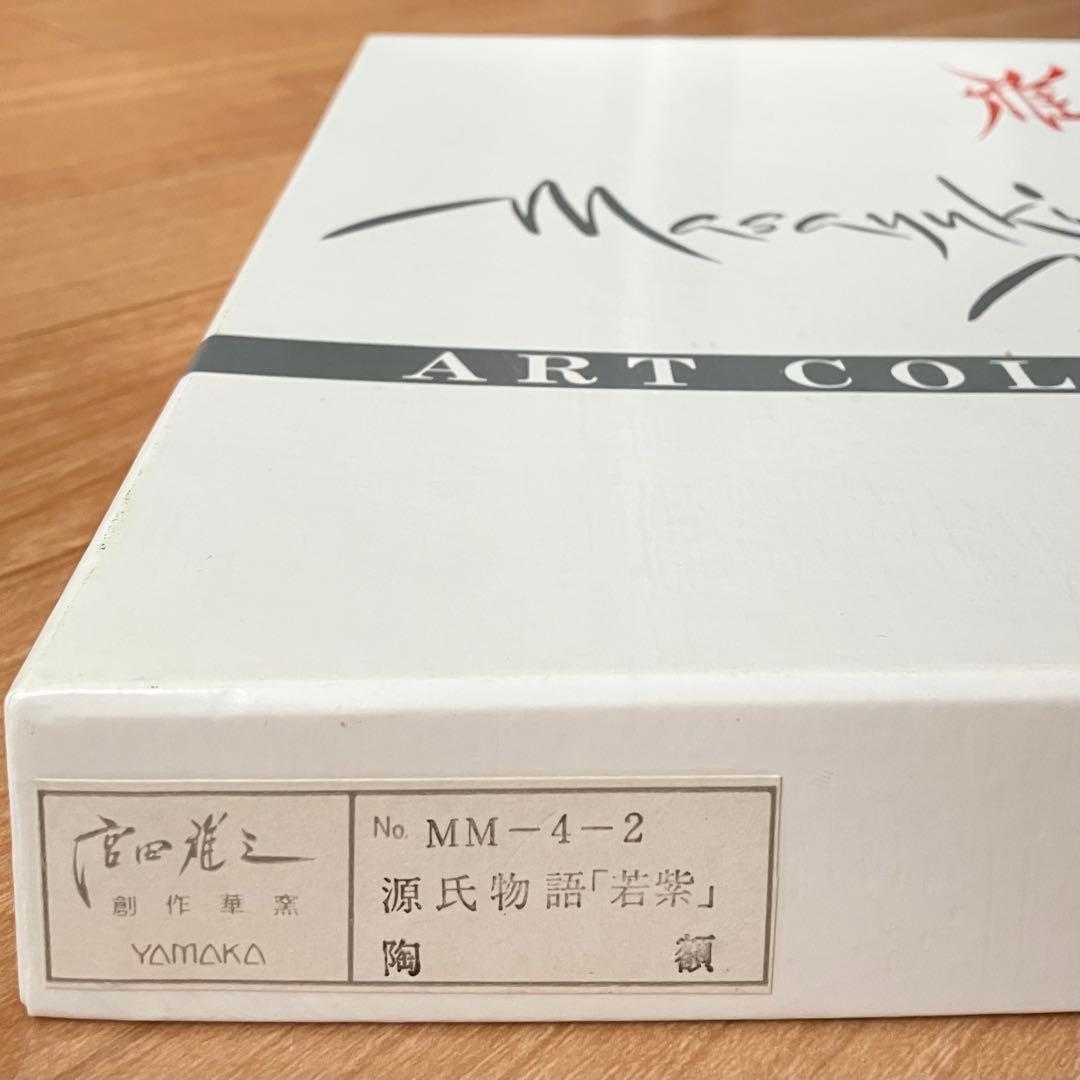 雅
Masayuki
ART COL
宮田雅之
創作華窯
YAMAKA
No. MM-4-2
源氏物語「若紫」
陶額